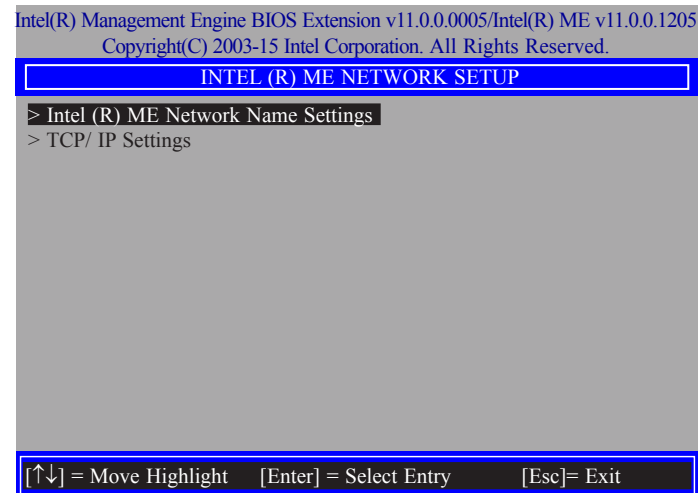 Intel(R) Management Engine BIOS Extension v11.0.0.0005/Intel(R) ME v11.0.0.1205
Copyright(C) 2003-15 Intel Corporation. All Rights Reserved.
INTEL (R) ME NETWORK SETUP
> Intel (R) ME Network Name Settings
> TCP/ IP Settings
[↑↓] = Move Highlight [Enter] = Select Entry [Esc]= Exit